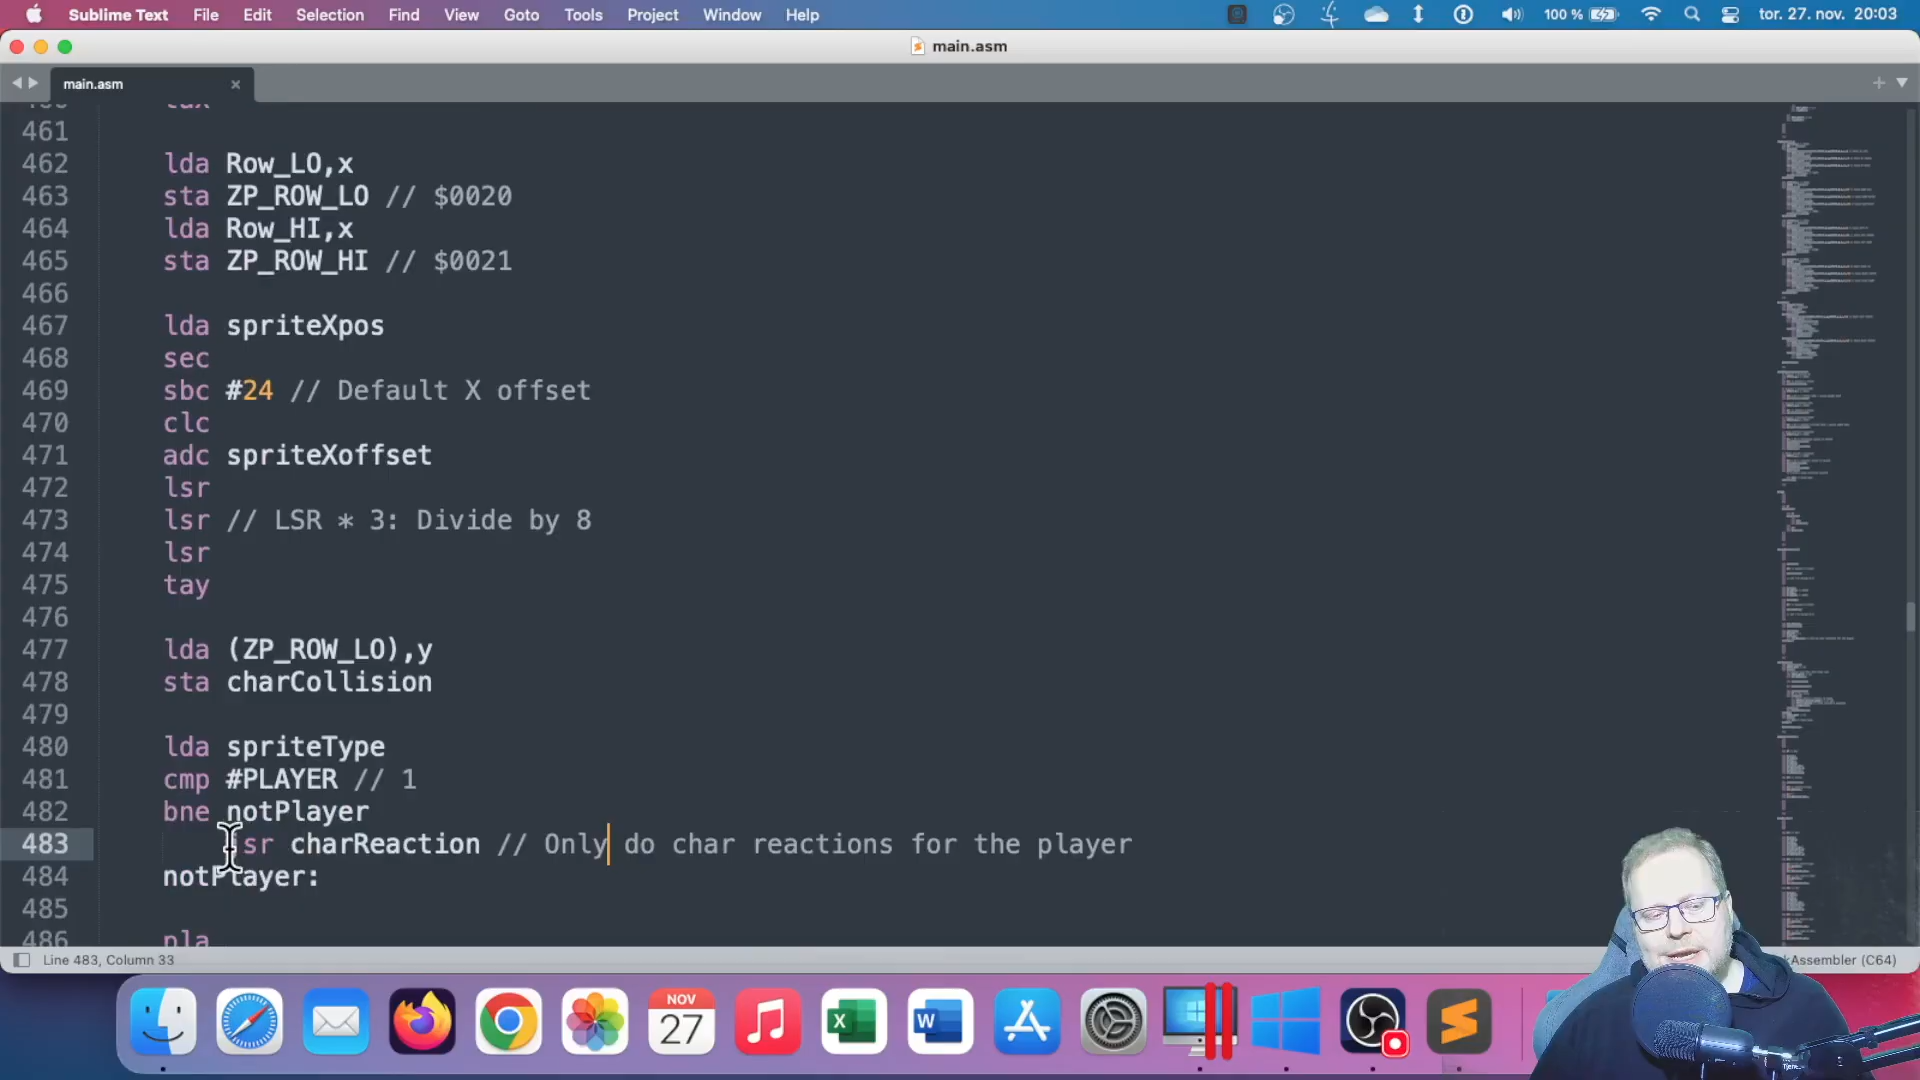 Sublime Text File Edit Selection Find View Goto Tools Project Window Help 100 % tor. 27. nov. 20:03
main.asm
main.asm
461
462 lda Row_LO,x
463 sta ZP_ROW_LO // $0020
464 lda Row_HI,x
465 sta ZP_ROW_HI // $0021
466
467 lda spriteXpos
468 sec
469 sbc #24 // Default X offset
470 clc
471 adc spriteXoffset
472 lsr
473 lsr // LSR * 3: Divide by 8
474 lsr
475 tay
476
477 lda (ZP_ROW_LO),y
478 sta charCollision
479
480 lda spriteType
481 cmp #PLAYER // 1
482 bne notPlayer
483 jsr charReaction // Only do char reactions for the player
484 notPlayer:
485
486 pla
Line 483, Column 33 kAssembler (C64)
NOV
27
X
W